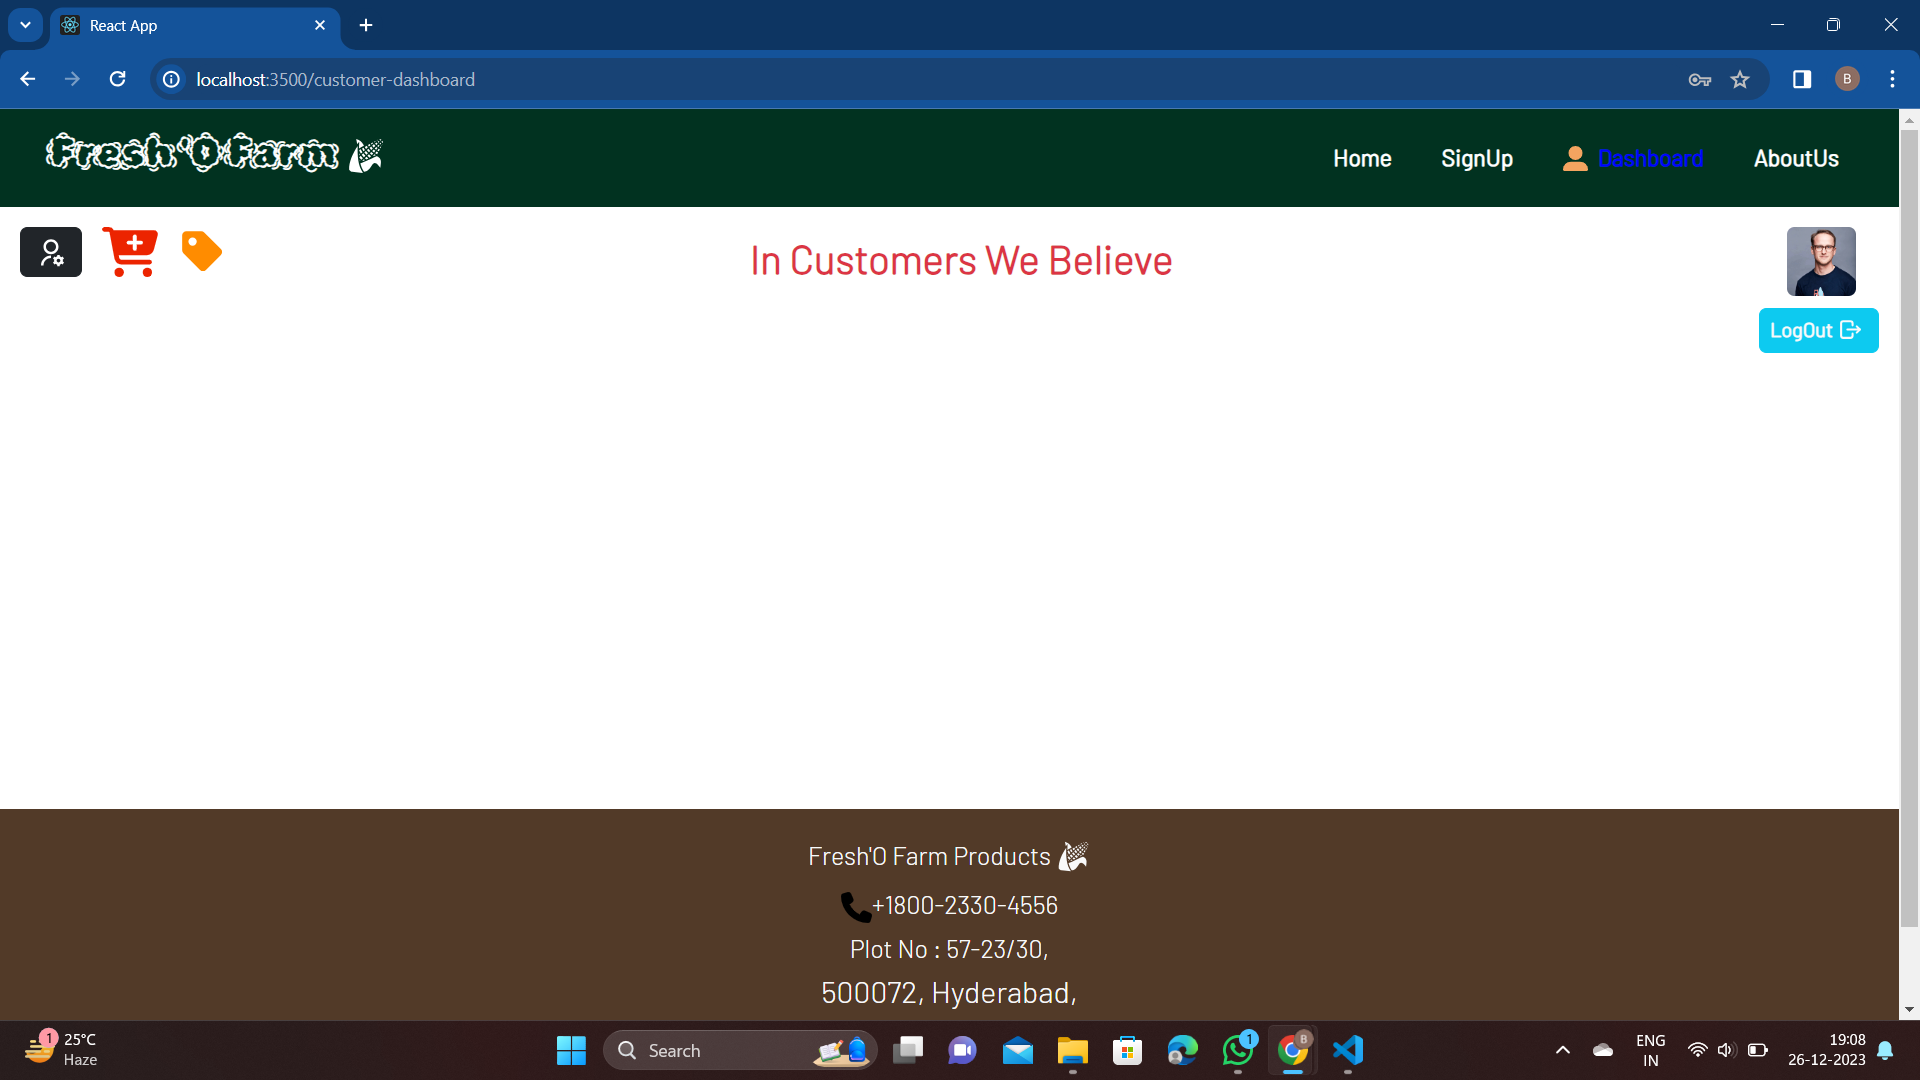 React App
localhost:3500/customer-dashboard
B
Fresh'O Farm
Home SignUp Dashboard AboutUs
In Customers We Believe
LogOut
Fresh'O Farm Products
+1800-2330-4556
Plot No : 57-23/30,
500072, Hyderabad,
1
25°C
Haze
Search
1
B
ENG
IN
19:08
26-12-2023